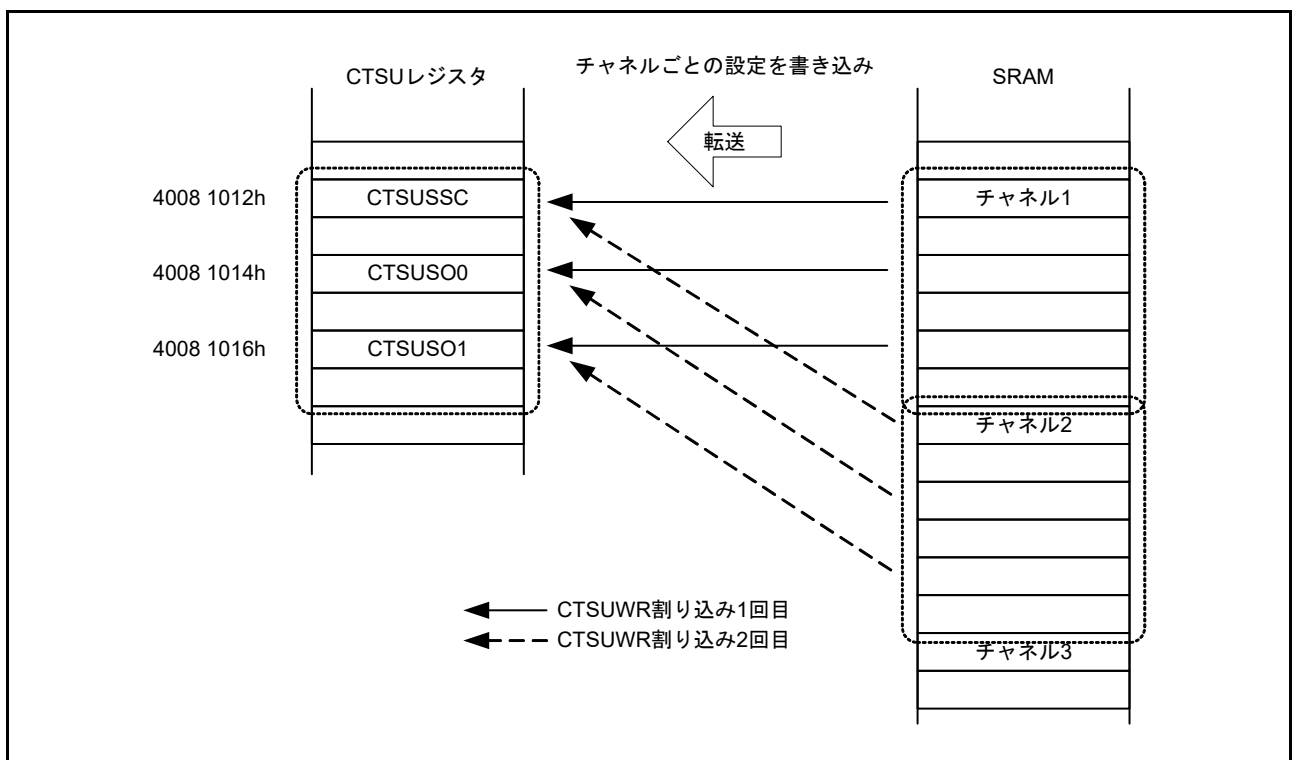 チャネルごとの設定を書き込み
CTSUレジスタ
SRAM
転送
4008 1012h
CTSUSSC
チャネル1
4008 1014h
CTSUSO0
4008 1016h
CTSUSO1
チャネル2
CTSUWR割り込み1回目
CTSUWR割り込み2回目
チャネル3